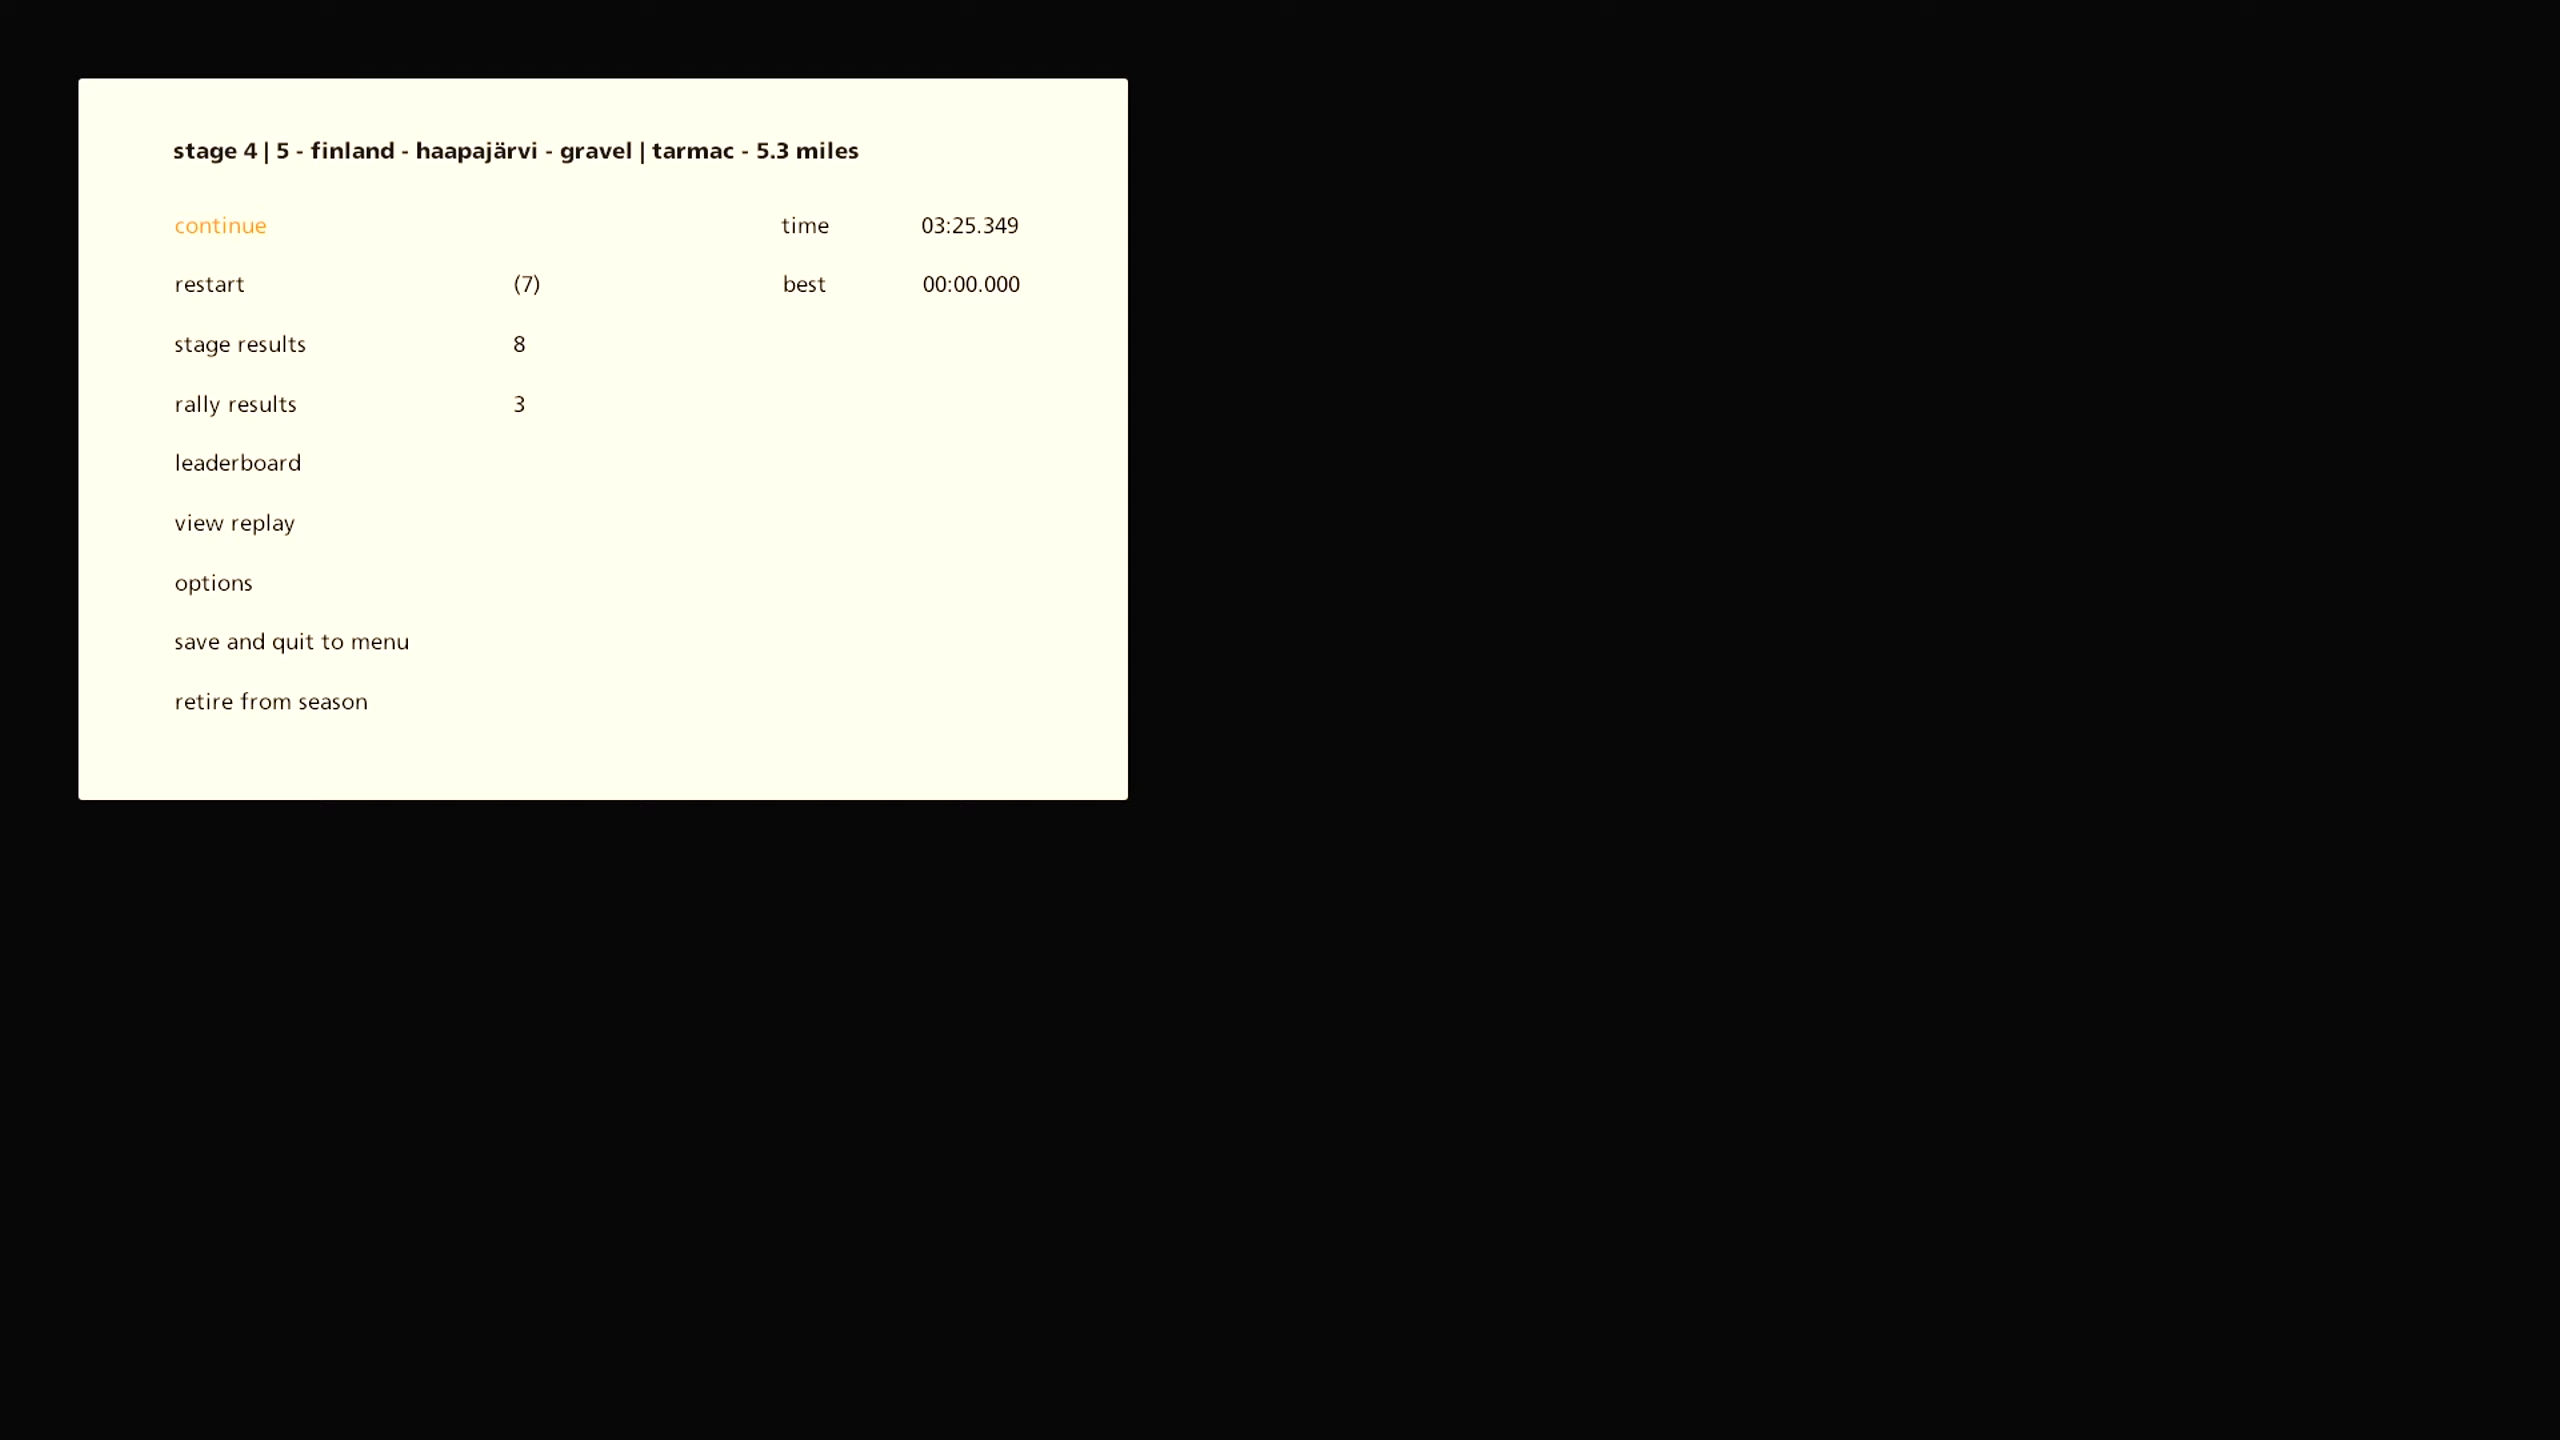 stage 4 | 5 - finland - haapajärvi - gravel | tarmac - 5.3 miles
continue time 03:25.349
restart (7) best 00:00.000
stage results 8
rally results 3
leaderboard
view replay
options
save and quit to menu
retire from season